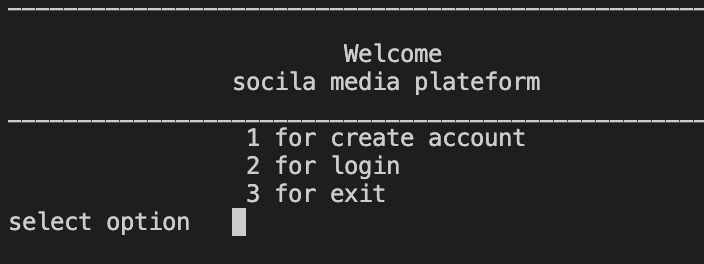 Welcome
socila media plateform
1 for create account
2 for login
3 for exit
select option